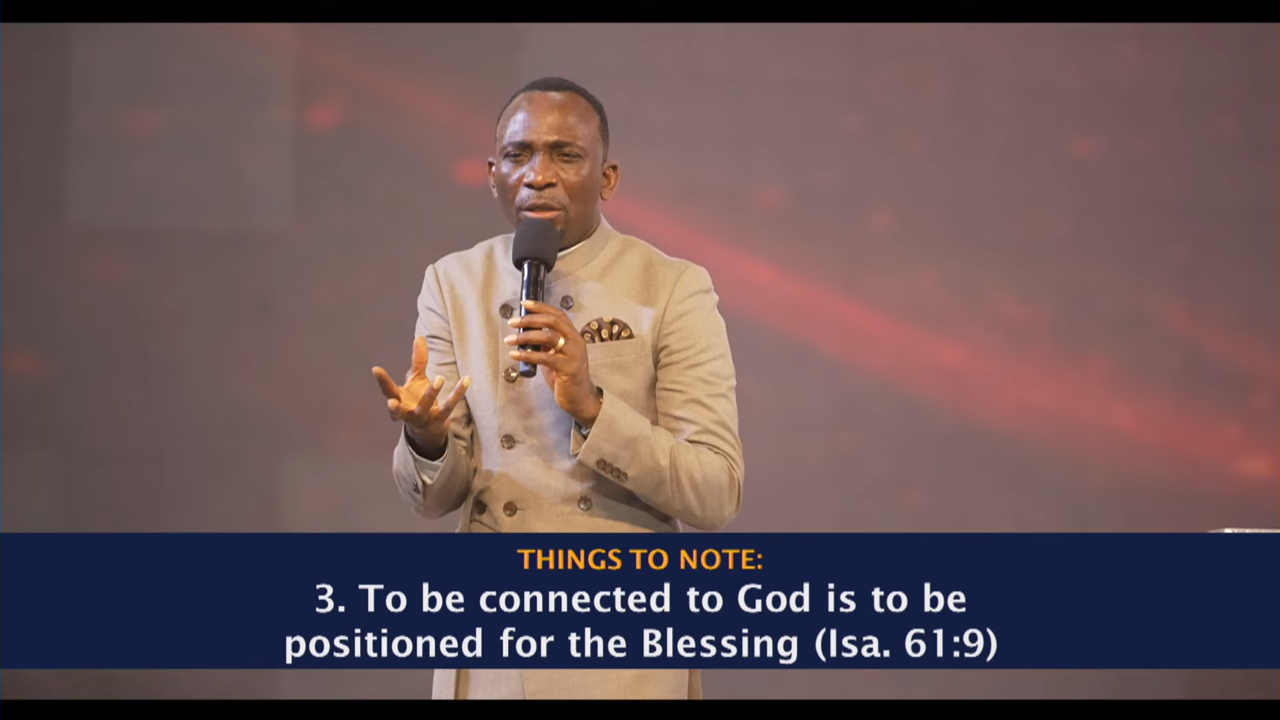 THINGS TO NOTE:
3. To be connected to God is to be
positioned for the Blessing (Isa. 61:9)